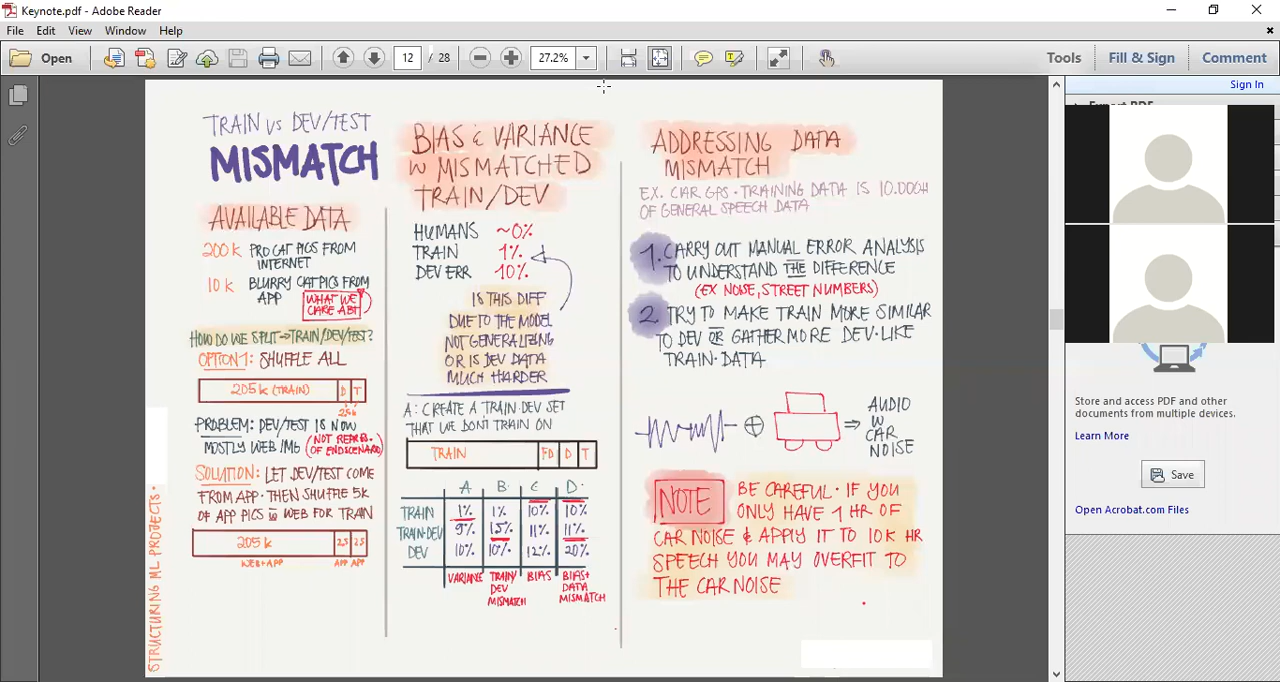 Keynote.pdf - Adobe Reader
File Edit View Window Help
Open
12 / 28
27.2%
Tools
Fill & Sign
Comment
Sign In
TRAIN vs DEV/TEST
MISMATCH
AVAILABLE DATA
200 k PRO CAT PICS FROM
INTERNET
10 k BLURRY CAT PICS FROM
APP
WHAT WE
CARE ABT
HOW DO WE SPLIT → TRAIN/DEV/TEST?
OPTION 1: SHUFFLE ALL
205 k (TRAIN) D T
2.5k
PROBLEM: DEV/TEST IS NOW
MOSTLY WEB IMG (NOT REPR.
OF END SCENARIO)
SOLUTION: LET DEV/TEST COME
FROM APP. THEN SHUFFLE 5K
OF APP PICS w WEB FOR TRAIN
205 k 2.5 2.5
WEB+APP APP APP
STRUCTURING ML PROJECTS.
BIAS & VARIANCE
W MISMATCHED
TRAIN/DEV
HUMANS ~0%
TRAIN 1%
DEV ERR 10%
IS THIS DIFF
DUE TO THE MODEL
NOT GENERALIZING
OR IS DEV DATA
MUCH HARDER
A: CREATE A TRAIN-DEV SET
THAT WE DON'T TRAIN ON
TRAIN D T
A B C D
TRAIN 1% 1% 10% 10%
TRAIN-DEV 9% 1.5% 11% 11%
DEV 10% 10% 12% 20%
VARIANCE
TRAIN/
DEV
MISMATCH
BIAS
BIAS+
DATA
MISMATCH
ADDRESSING DATA
MISMATCH
EX. CAR GPS · TRAINING DATA IS 10.000H
OF GENERAL SPEECH DATA
1. CARRY OUT MANUAL ERROR ANALYSIS
TO UNDERSTAND THE DIFFERENCE
(EX NOISE, STREET NUMBERS)
2. TRY TO MAKE TRAIN MORE SIMILAR
TO DEV OR GATHER MORE DEV-LIKE
TRAIN-DATA
AUDIO
W
CAR
NOISE
NOTE BE CAREFUL. IF YOU
ONLY HAVE 1 HR OF
CAR NOISE & APPLY IT TO 10K HR
SPEECH YOU MAY OVERFIT TO
THE CAR NOISE
Store and access PDF and other
documents from multiple devices.
Learn More
Save
Open Acrobat.com Files